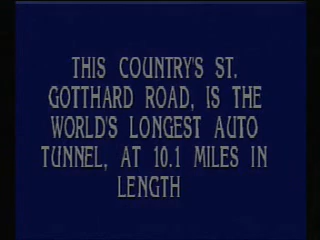 THIS COUNTRY'S ST.
GOTTHARD ROAD, IS THE
WORLD'S LONGEST AUTO
TUNNEL, AT 10.1 MILES IN
LENGTH